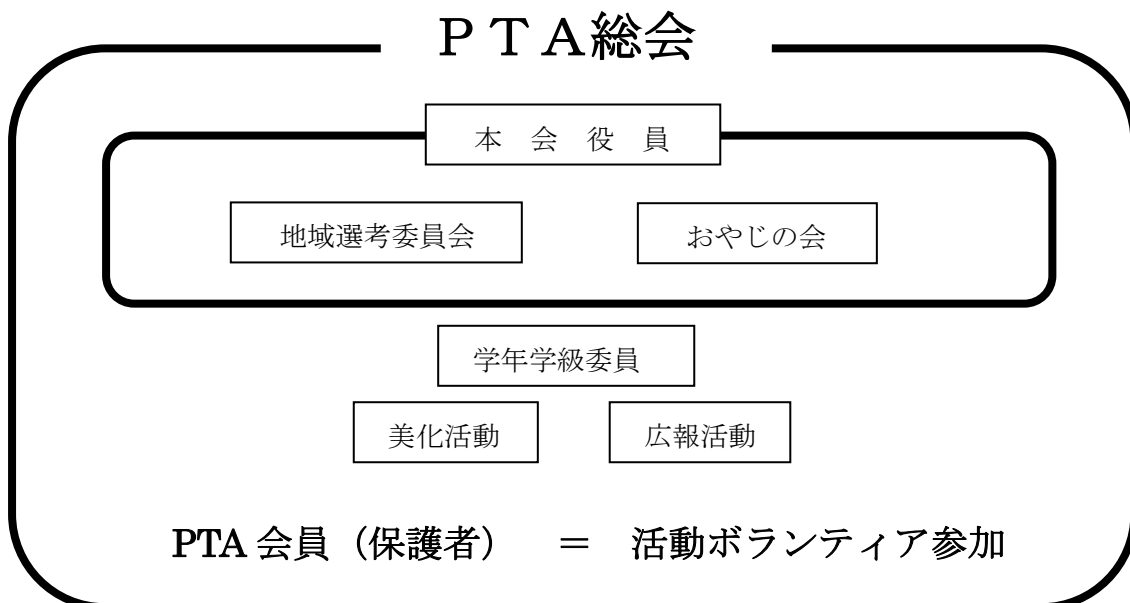 ＰＴＡ総会
本　会　役　員
地域選考委員会
おやじの会
学年学級委員
美化活動
広報活動
PTA 会員（保護者）　＝　活動ボランティア参加